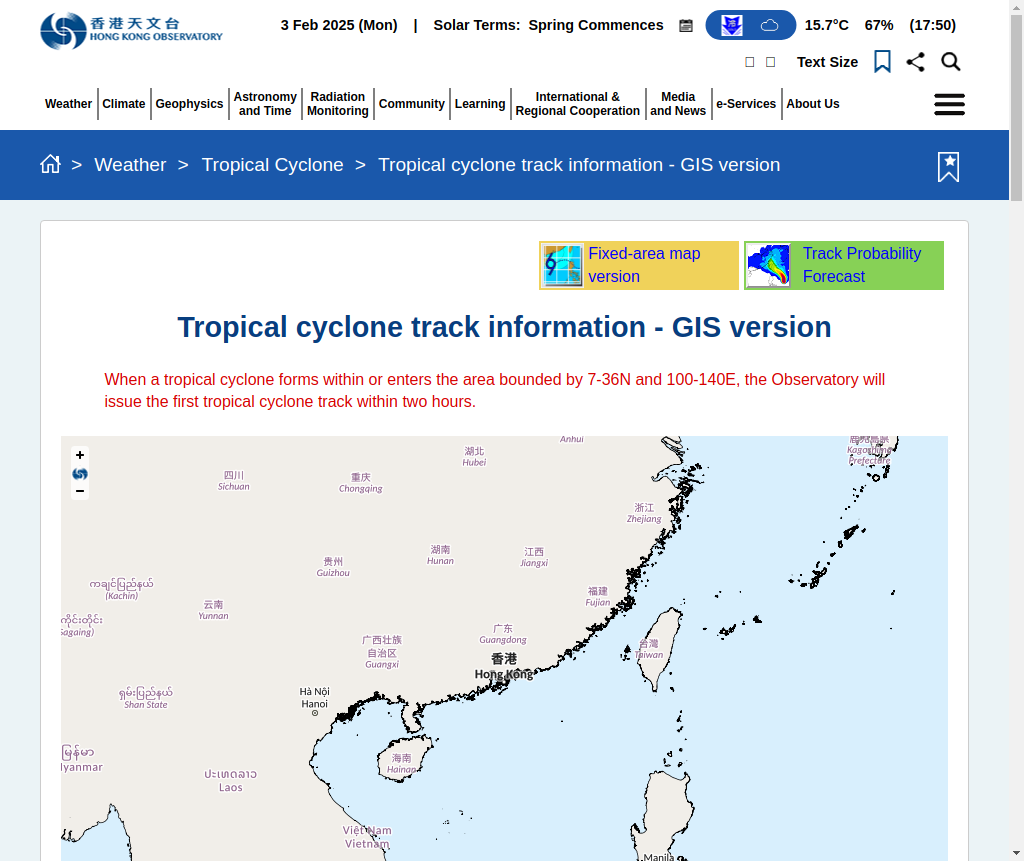 香港天文台
HONG KONG OBSERVATORY
3 Feb 2025 (Mon) | Solar Terms: Spring Commences
15.7°C 67% (17:50)
Text Size
Weather
Climate
Geophysics
Astronomy
and Time
Radiation
Monitoring
Community
Learning
International &
Regional Cooperation
Media
and News
e-Services
About Us
> Weather > Tropical Cyclone > Tropical cyclone track information - GIS version
Fixed-area map
version
Track Probability
Forecast
Tropical cyclone track information - GIS version
When a tropical cyclone forms within or enters the area bounded by 7-36N and 100-140E, the Observatory will
issue the first tropical cyclone track within two hours.
+
−
Anhui
湖北
Hubei
鹿児島県
Kagoshima
Prefecture
四川
Sichuan
重庆
Chongqing
浙江
Zhejiang
湖南
Hunan
江西
Jiangxi
贵州
Guizhou
ကချင်ပြည်နယ်
(Kachin)
福建
Fujian
云南
Yunnan
ကိုင်းတိုင်း
Sagaing)
广东
Guangdong
广西壮族
自治区
Guangxi
台灣
Taiwan
香港
Hong Kong
ရှမ်းပြည်နယ်
Shan State
Hà Nội
Hanoi
မြန်မာ
Myanmar
海南
Hainan
ປະເທດລາວ
Laos
Việt Nam
Vietnam
Manila